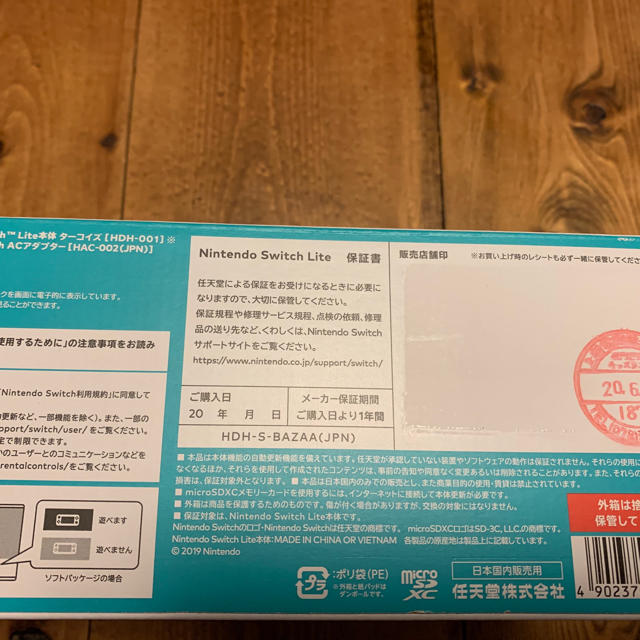 Lite本体 ターコイズ [HDH-001] ※
ACアダプター [HAC-002(JPN)]
クを画面に電子的に表示しています。
ることができます。
使用するために」の注意事項をお読み
「Nintendo Switch利用規約」に同意して
更新など、一部機能を除く)。また、一部の
support/switch/user/ をご覧ください。
宅で制限できます。
かのユーザーとのコミュニケーションなどを
rentalcontrols/をご覧ください。
遊べます
遊べません
ソフトパッケージの場合
Nintendo Switch Lite 保証書
任天堂による保証をお受けになるときに必要に
なりますので、大切に保管してください。
保証規程や修理サービス規程、点検の依頼、修理
品の送り先など、くわしくは、Nintendo Switch
サポートサイトをご覧ください。
https://www.nintendo.co.jp/support/switch/
ご購入日
20 年 月 日
メーカー保証期間
ご購入日より1年間
HDH-S-BAZAA(JPN)
販売店舗印
※お買い上げ時のレシートも必ず一緒に保管してくださ
20.6.
■ 本品は本体機能の自動更新機能を備えています。任天堂が承認していない装置やソフトウェアの動作は保証されません。それらの使用に
なくなるほか、それらを使用して作成されたコンテンツは、事前の告知や同意なく変更あるいは削除されることがあります。また、それらの
損害は、保証対象外となります。■ 本品は日本国内のみでの販売とし、また商業目的の使用・賃貸は禁止されています。
■ microSDXCメモリーカードを使用するには、インターネットに接続して本体更新が必要です。
■ 外箱は商品を保護するためのものです。傷が付く場合がありますが、交換の対象にはなりません。
■ 保証対象は、Nintendo Switch Lite本体です。
Nintendo Switchのロゴ・Nintendo Switchは任天堂の商標です。 microSDXCロゴはSD-3C, LLC.の商標です。
Nintendo Switch Lite本体:MADE IN CHINA OR VIETNAM 各製品の原産地は製品上に記載しています。
© 2019 Nintendo
外箱は捨
保管して
プラ
:ポリ袋(PE)
※外箱と紙パッドは
ダンボールです。
micro
SD
XC
日本国内販売用
任天堂株式会社
4 90237